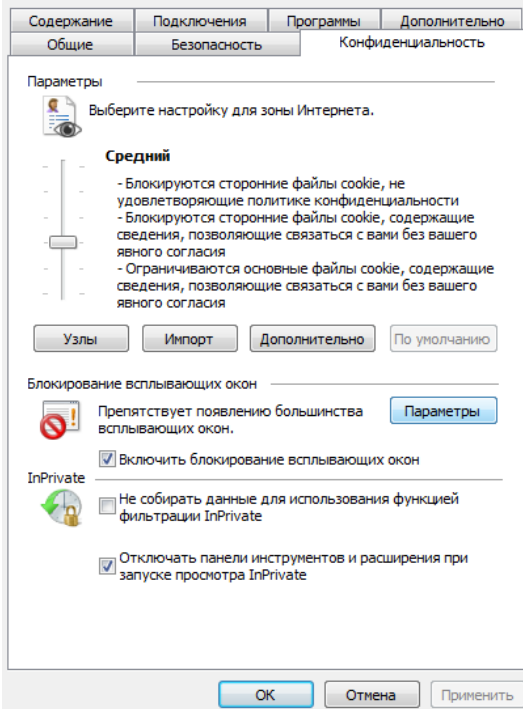 Содержание Подключения Программы Дополнительно
Общие Безопасность Конфиденциальность
Параметры
Выберите настройку для зоны Интернета.
Средний
- Блокируются сторонние файлы cookie, не
удовлетворяющие политике конфиденциальности
- Блокируются сторонние файлы cookie, содержащие
сведения, позволяющие связаться с вами без вашего
явного согласия
- Ограничиваются основные файлы cookie, содержащие
сведения, позволяющие связаться с вами без вашего
явного согласия
Узлы Импорт Дополнительно По умолчанию
Блокирование всплывающих окон
Препятствует появлению большинства
всплывающих окон.
Параметры
Включить блокирование всплывающих окон
InPrivate
Не собирать данные для использования функцией
фильтрации InPrivate
Отключать панели инструментов и расширения при
запуске просмотра InPrivate
ОК Отмена Применить